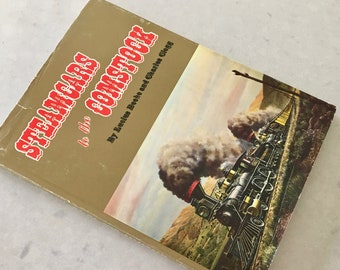 STEAMCARS
to the
COMSTOCK
By Lucius Beebe and Charles Clegg